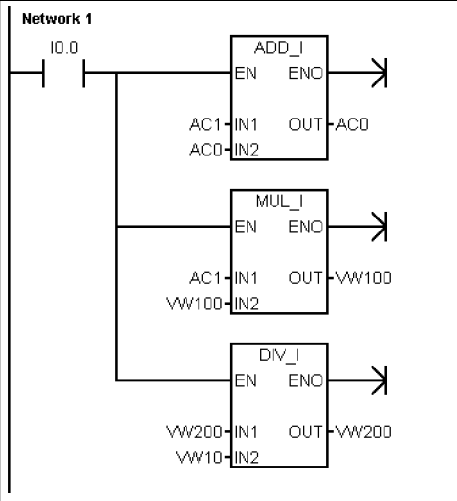 Network 1
I0.0
ADD_I
EN ENO
AC1 IN1 OUT AC0
AC0 IN2
MUL_I
EN ENO
AC1 IN1 OUT VW100
VW100 IN2
DIV_I
EN ENO
VW200 IN1 OUT VW200
VW10 IN2